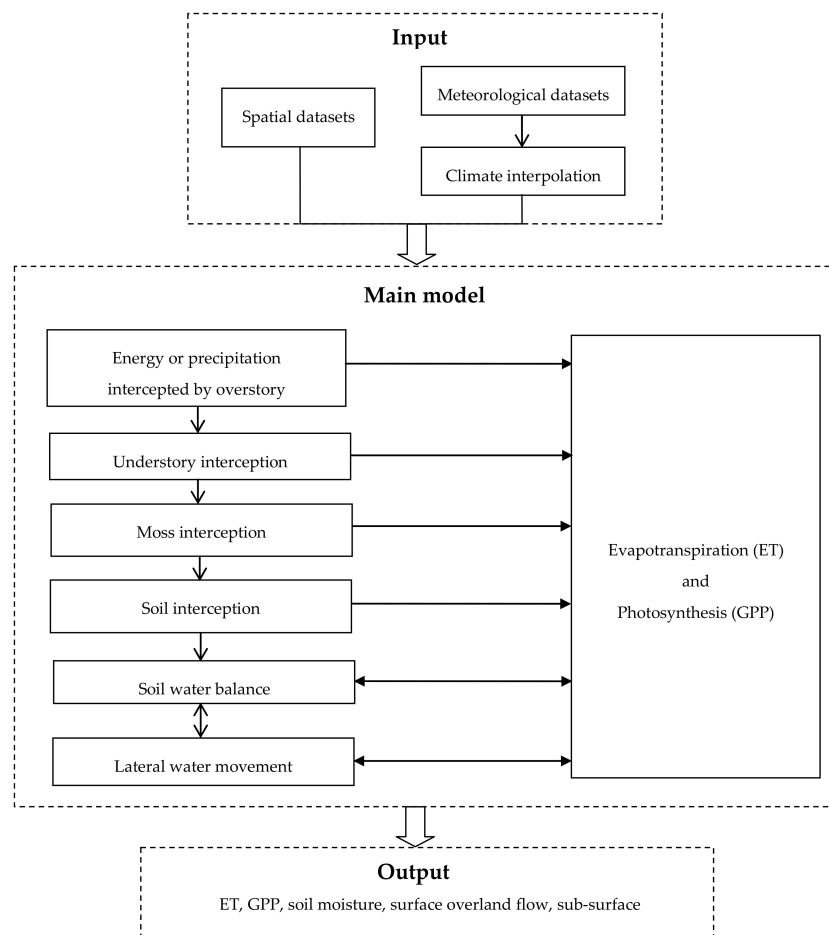 Input
Spatial datasets
Meteorological datasets
Climate interpolation
Main model
Energy or precipitation
intercepted by overstory
Understory interception
Moss interception
Soil interception
Soil water balance
Lateral water movement
Evapotranspiration (ET)
and
Photosynthesis (GPP)
Output
ET, GPP, soil moisture, surface overland flow, sub-surface